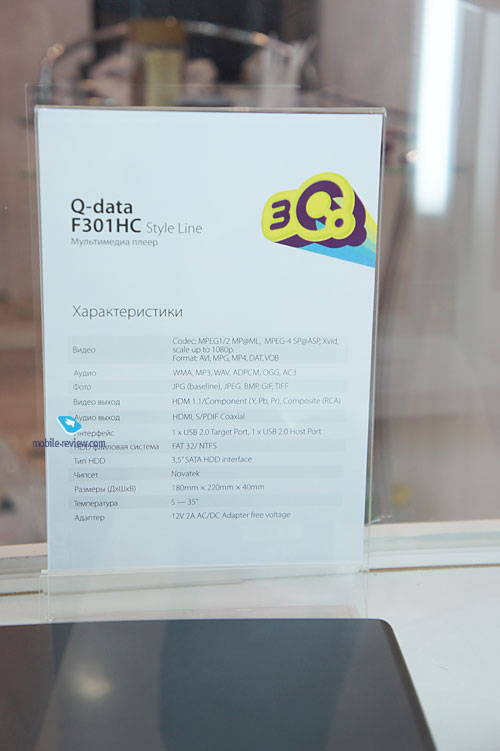 Q-data
F301HC Style Line
Мультимедиа плеер
3Q!
Характеристики
Видео
Codec: MPEG1/2 MP@ML, MPEG-4 SP@ASP, Xvid,
scale up to 1080p.
Format: AVI, MPG, MP4, DAT, VOB
Аудио WMA, MP3, WAV, ADPCM, OGG, AC3
Фото JPG (baseline), JPEG, BMP, GIF, TIFF
Видео выход HDM 1.1/Component (Y, Pb, Pr), Composite (RCA)
Аудио выход HDMI, S/PDIF Coaxial
Интерфейс 1 x USB 2.0 Target Port, 1 x USB 2.0 Host Port
mobile-review.com
HDD файловая система FAT 32/ NTFS
Тип HDD 3,5" SATA HDD interface
Чипсет Novatek
Размеры (ДхШхВ) 180mm × 220mm × 40mm
Температура 5 — 35°
Адаптер 12V 2A AC/DC Adapter free voltage